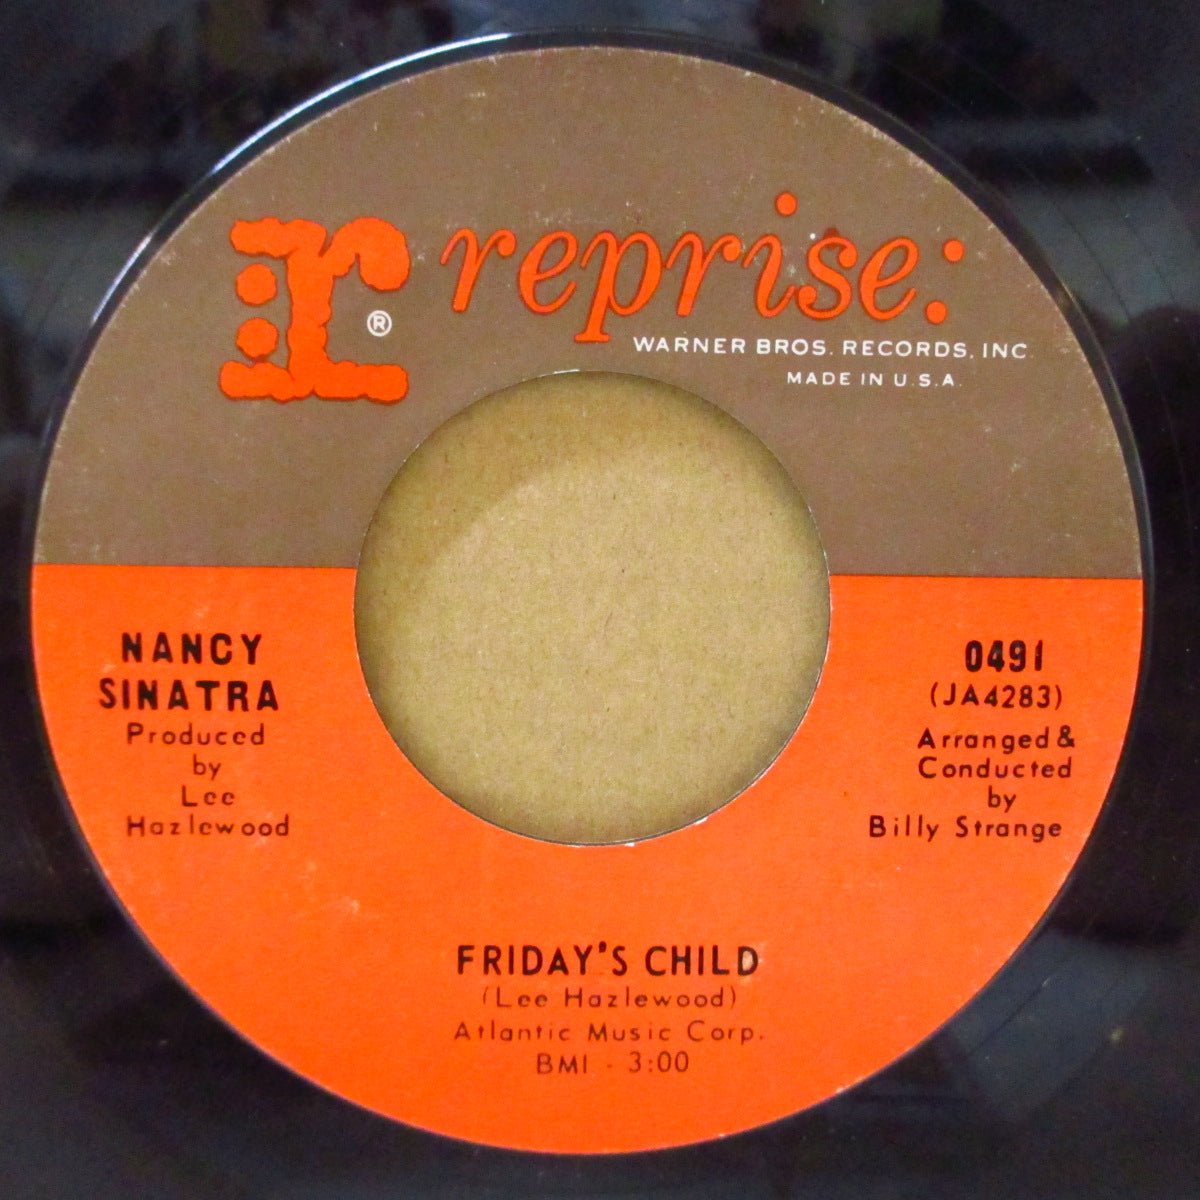 r®
reprise:
WARNER BROS. RECORDS, INC.
MADE IN U.S.A.
NANCY
SINATRA
Produced
by
Lee
Hazlewood
0491
(JA4283)
Arranged &
Conducted
by
Billy Strange
FRIDAY'S CHILD
(Lee Hazlewood)
Atlantic Music Corp.
BMI - 3:00